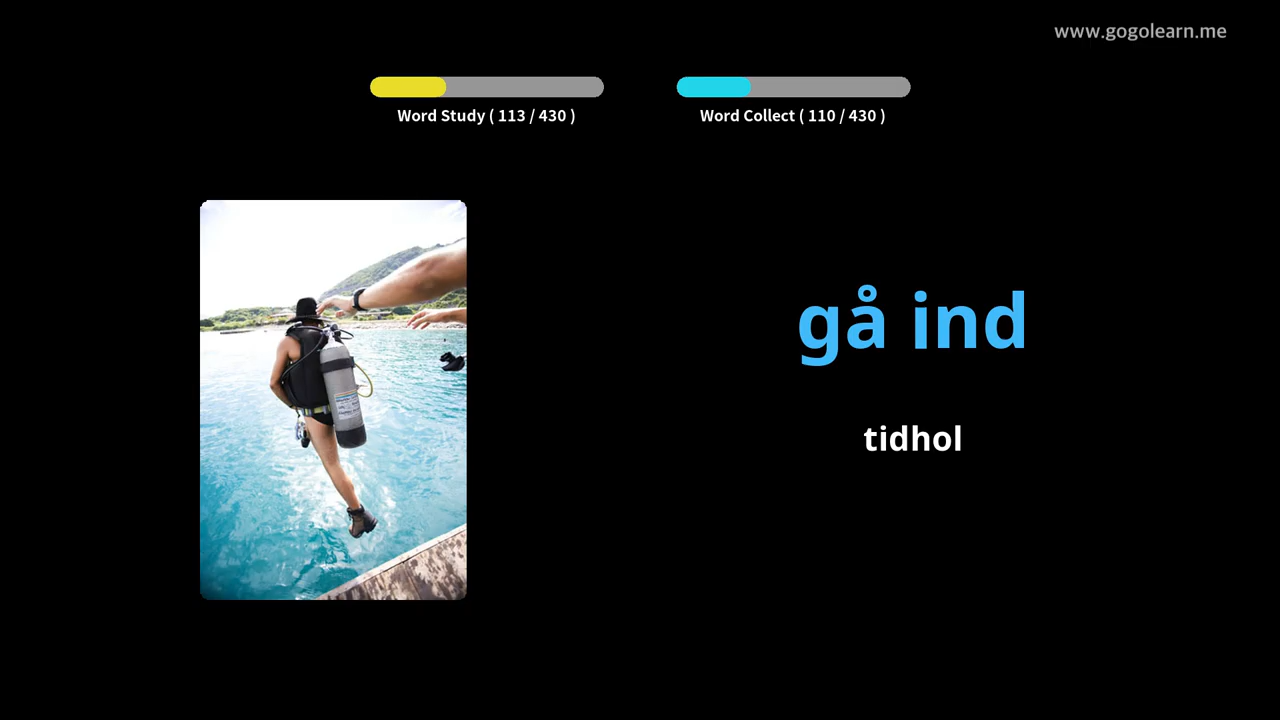 www.gogolearn.me
Word Study ( 113 / 430 )
Word Collect ( 110 / 430 )
gå ind
tidhol